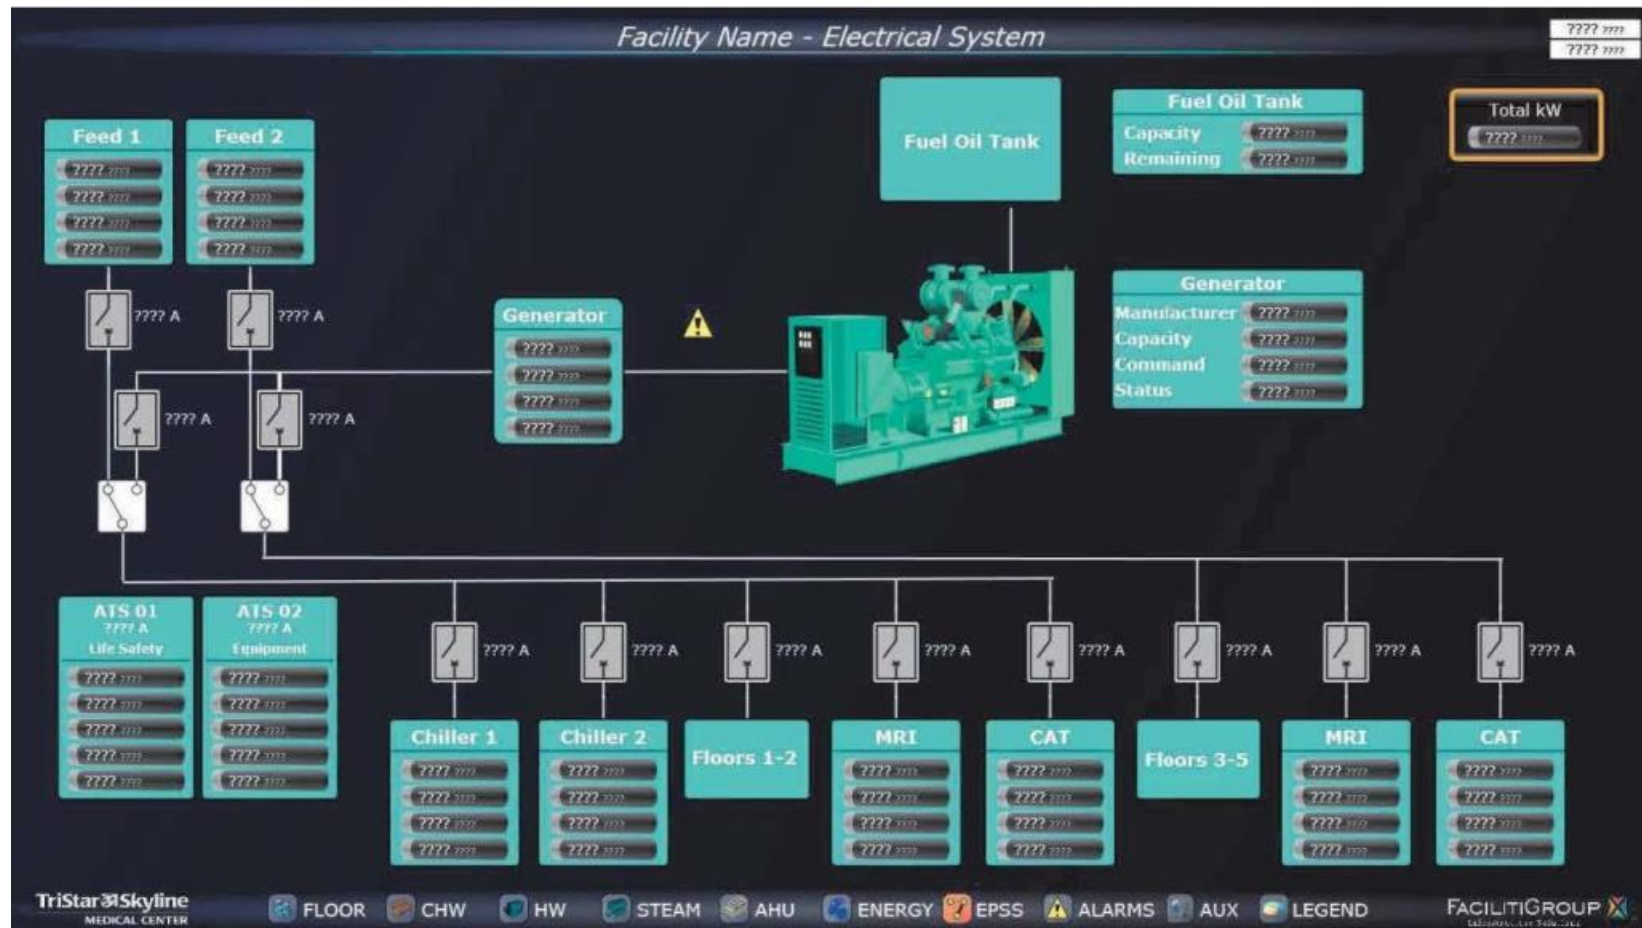 Facility Name - Electrical System
???? ????
???? ????
Feed 1
???? ????
???? ????
???? ????
???? ????
Feed 2
???? ????
???? ????
???? ????
???? ????
Fuel Oil Tank
Fuel Oil Tank
Capacity ???? ????
Remaining ???? ????
Total kW
???? ????
???? A
???? A
???? A
???? A
Generator
???? ????
???? ????
???? ????
???? ????
Generator
Manufacturer ???? ????
Capacity ???? ????
Command ???? ????
Status ???? ????
ATS 01
???? A
Life Safety
???? ????
???? ????
???? ????
???? ????
???? ????
ATS 02
???? A
Equipment
???? ????
???? ????
???? ????
???? ????
???? ????
???? A
???? A
???? A
???? A
???? A
???? A
???? A
???? A
Chiller 1
???? ????
???? ????
???? ????
???? ????
Chiller 2
???? ????
???? ????
???? ????
???? ????
Floors 1-2
MRI
???? ????
???? ????
???? ????
???? ????
CAT
???? ????
???? ????
???? ????
???? ????
Floors 3-5
MRI
???? ????
???? ????
???? ????
???? ????
CAT
???? ????
???? ????
???? ????
???? ????
TriStar Skyline
MEDICAL CENTER
FLOOR
CHW
HW
STEAM
AHU
ENERGY
EPSS
ALARMS
AUX
LEGEND
FACILITIGROUP